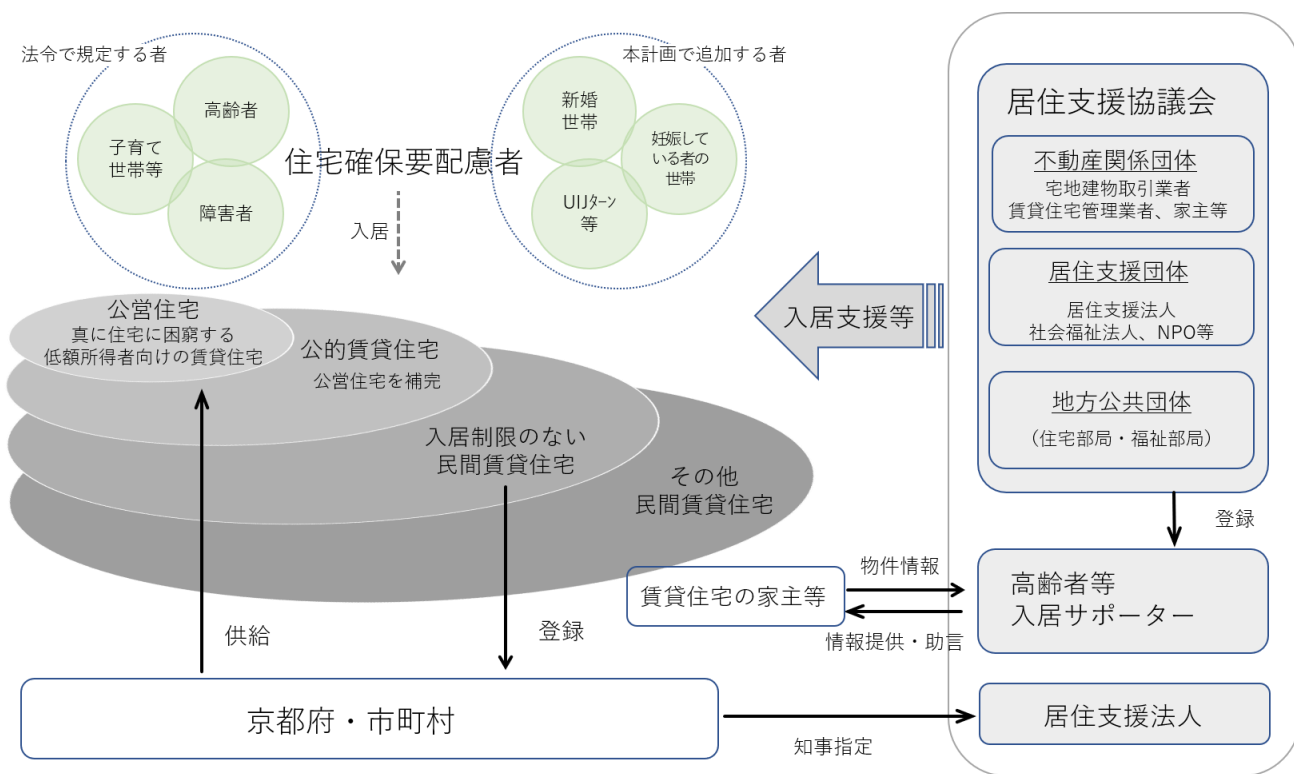 法令で規定する者
高齢者
子育て
世帯等
障害者
住宅確保要配慮者
入居
本計画で追加する者
新婚
世帯
妊娠して
いる者の
世帯
UIJﾀｰﾝ
等
公営住宅
真に住宅に困窮する
低額所得者向けの賃貸住宅
公的賃貸住宅
公営住宅を補完
入居制限のない
民間賃貸住宅
その他
民間賃貸住宅
入居支援等
居住支援協議会
不動産関係団体
宅地建物取引業者
賃貸住宅管理業者、家主等
居住支援団体
居住支援法人
社会福祉法人、NPO等
地方公共団体
（住宅部局・福祉部局）
登録
高齢者等
入居サポーター
物件情報
賃貸住宅の家主等
情報提供・助言
供給
登録
京都府・市町村
知事指定
居住支援法人